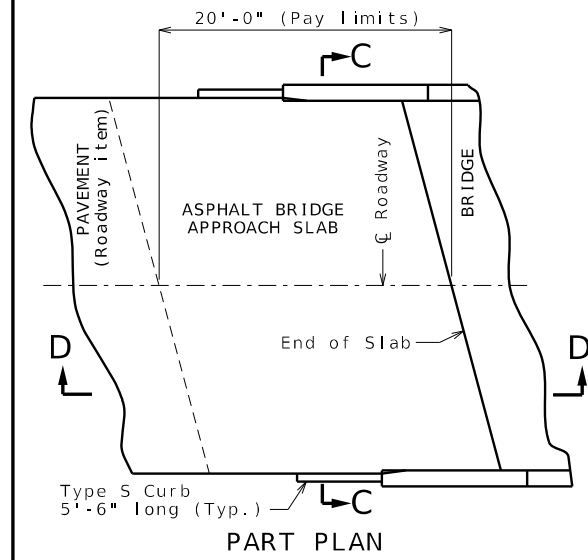 20'-0" (Pay limits)
C
PAVEMENT
(Roadway item)
ASPHALT BRIDGE
APPROACH SLAB
℄ Roadway
BRIDGE
End of Slab
D
D
Type S Curb
5'-6" long (Typ.)
C
PART PLAN